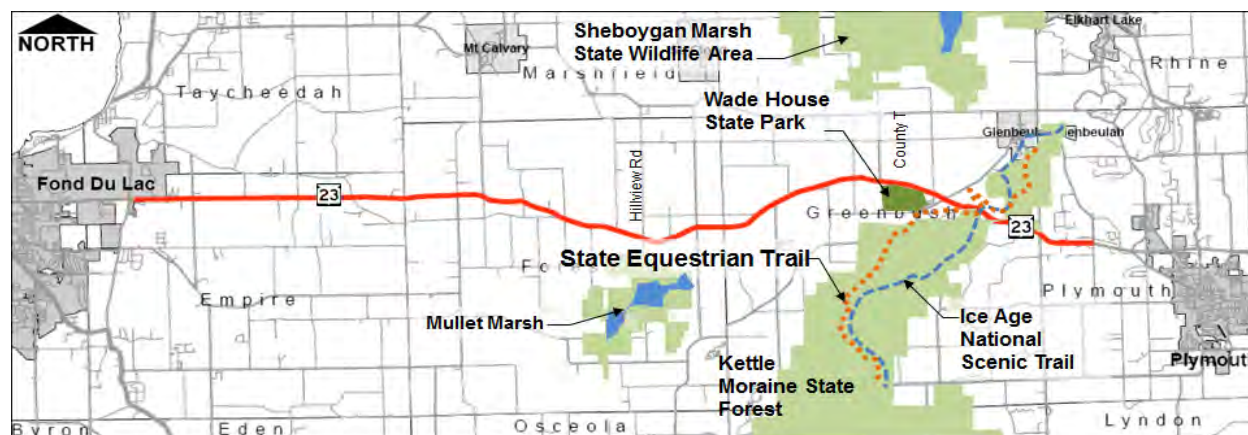 NORTH
Sheboygan Marsh
State Wildlife Area
Elkhart Lake
Mt Calvary
Marshfield
Rhine
Taycheedah
Wade House
State Park
County T
Glenbeulah
Fond Du Lac
23
Hillview Rd
Greenbush
23
State Equestrian Trail
Forest
Empire
Mullet Marsh
Ice Age
National
Scenic Trail
Plymouth
Plymout
Kettle
Moraine State
Forest
Byron
Eden
Osceola
Lyndon